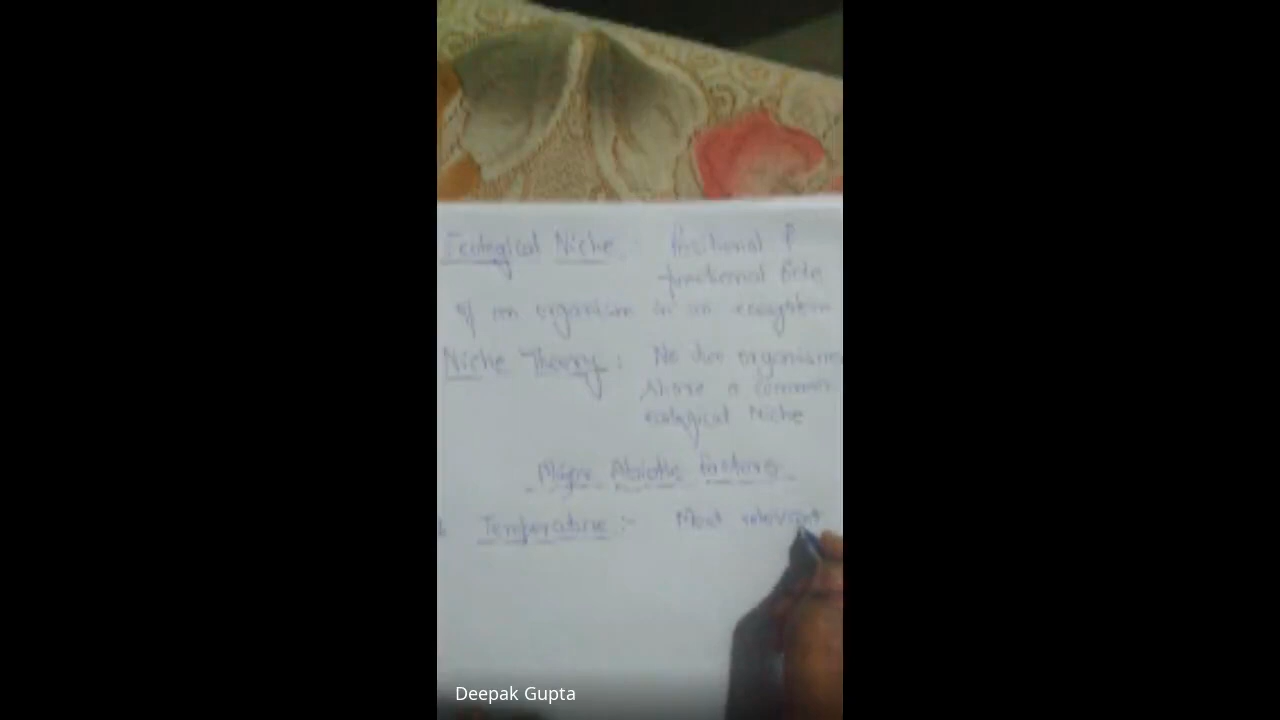 Ecological Niche : Positional &
functional Role
of an organism in an ecosystem
Niche Theory : No two organisms
share a common
ecological Niche
Major Abiotic Factors
Temperature :- Most relevant
Deepak Gupta